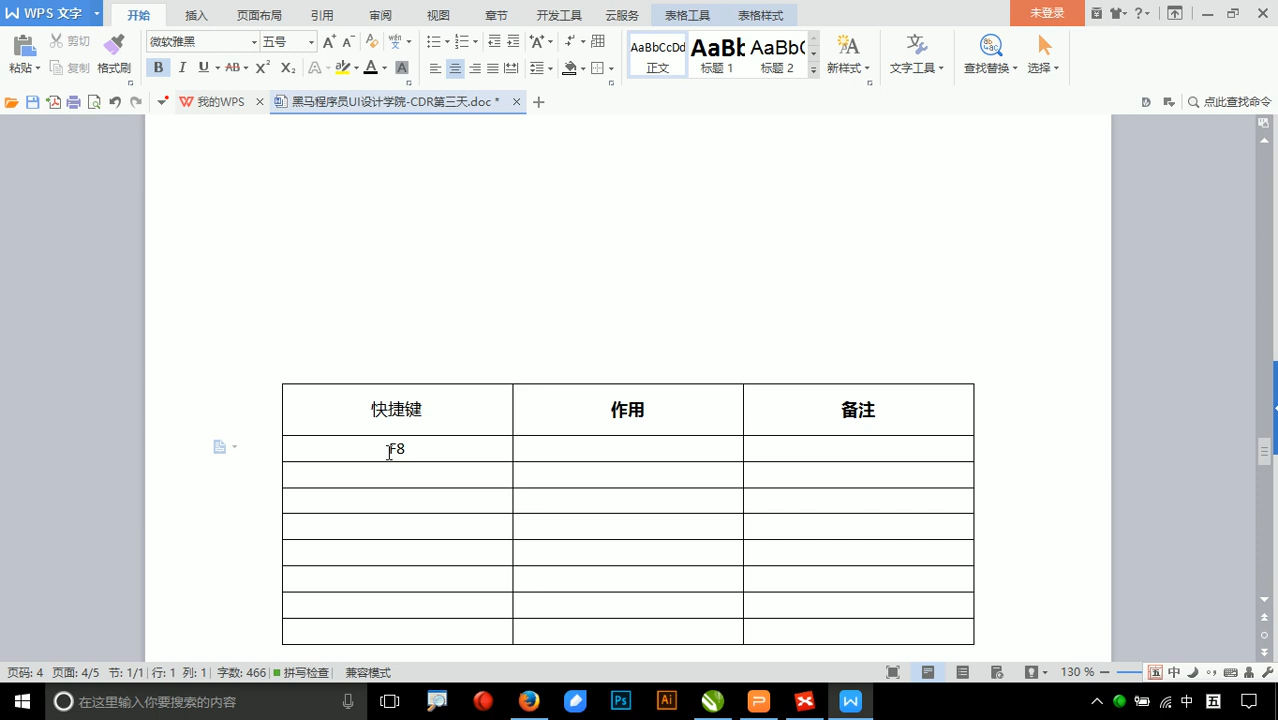 WPS 文字 开始 插入 页面布局 引用 审阅 视图 章节 开发工具 云服务 表格工具 表格样式 未登录
粘贴 剪切 复制 格式刷 微软雅黑 五号 AaBbCcDd 正文 AaBb 标题 1 AaBbC 标题 2 新样式 文字工具 查找替换 选择
我的WPS 黑马程序员UI设计学院-CDR第三天.doc * 点此查找命令
快捷键 作用 备注
F8
页码: 4 页面: 4/5 节: 1/1 行: 1 列: 1 字数: 466 拼写检查 兼容模式 130 % 五 中
在这里输入你要搜索的内容 Ps Ai 中 五